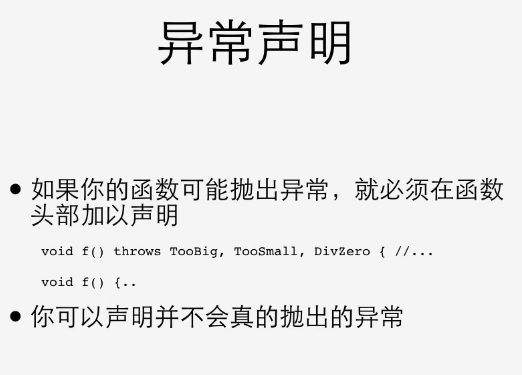 异常声明
• 如果你的函数可能抛出异常，就必须在函数
头部加以声明
void f() throws TooBig, TooSmall, DivZero { //...
void f() {..
• 你可以声明并不会真的抛出的异常